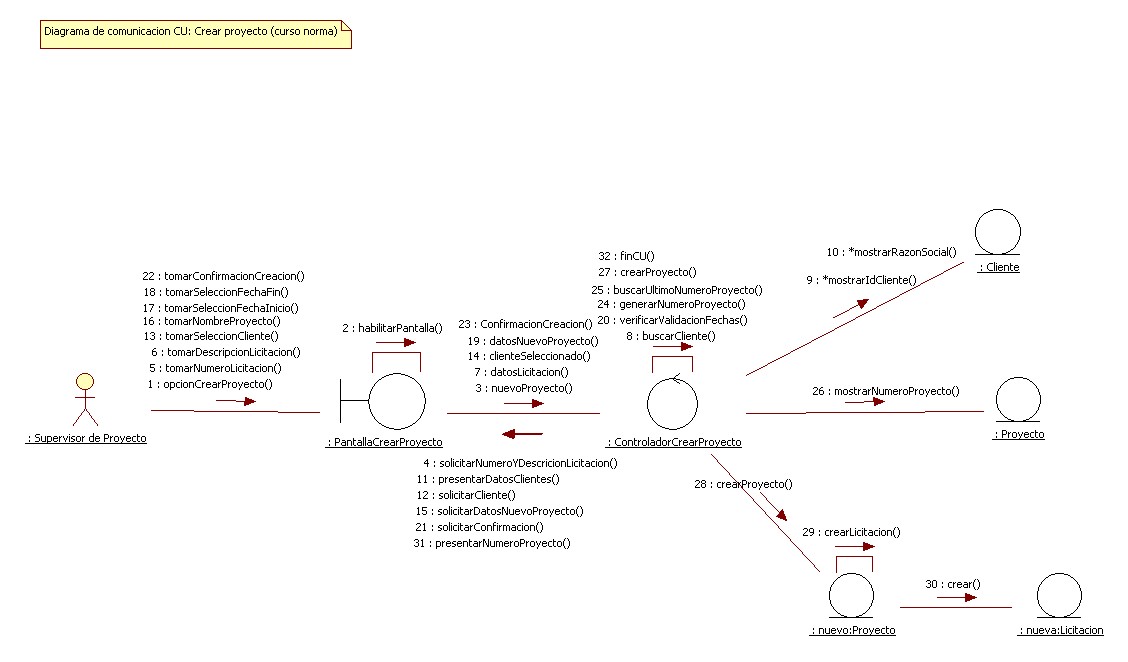 Diagrama de comunicacion CU: Crear proyecto (curso norma)
22 : tomarConfirmacionCreacion()
18 : tomarSeleccionFechaFin()
17 : tomarSeleccionFechaInicio()
16 : tomarNombreProyecto()
13 : tomarSeleccionCliente()
6 : tomarDescripcionLicitacion()
5 : tomarNumeroLicitacion()
1 : opcionCrearProyecto()
: Supervisor de Proyecto
2 : habilitarPantalla()
: PantallaCrearProyecto
23 : ConfirmacionCreacion()
19 : datosNuevoProyecto()
14 : clienteSeleccionado()
7 : datosLicitacion()
3 : nuevoProyecto()
4 : solicitarNumeroYDescricionLicitacion()
11 : presentarDatosClientes()
12 : solicitarCliente()
15 : solicitarDatosNuevoProyecto()
21 : solicitarConfirmacion()
31 : presentarNumeroProyecto()
32 : finCU()
27 : crearProyecto()
25 : buscarUltimoNumeroProyecto()
24 : generarNumeroProyecto()
20 : verificarValidacionFechas()
8 : buscarCliente()
: ControladorCrearProyecto
10 : *mostrarRazonSocial()
9 : *mostrarIdCliente()
: Cliente
26 : mostrarNumeroProyecto()
: Proyecto
28 : crearProyecto()
29 : crearLicitacion()
: nuevo:Proyecto
30 : crear()
: nueva:Licitacion